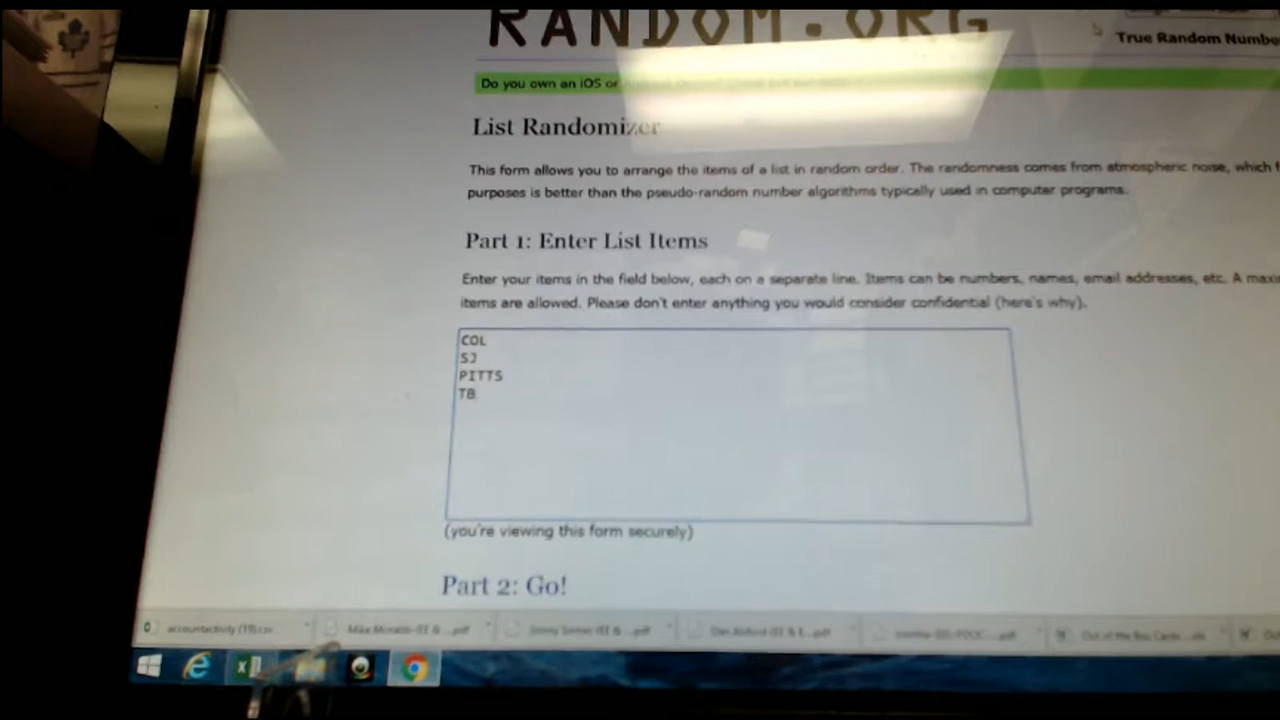 RANDOM.ORG
True Random Numbe
Do you own an iOS or
List Randomizer
This form allows you to arrange the items of a list in random order. The randomness comes from atmospheric noise, which f
purposes is better than the pseudo-random number algorithms typically used in computer programs.
Part 1: Enter List Items
Enter your items in the field below, each on a separate line. Items can be numbers, names, email addresses, etc. A maxi
items are allowed. Please don't enter anything you would consider confidential (here's why).
COL
SJ
PITTS
TB
(you're viewing this form securely)
Part 2: Go!
accountactivity (19).csv